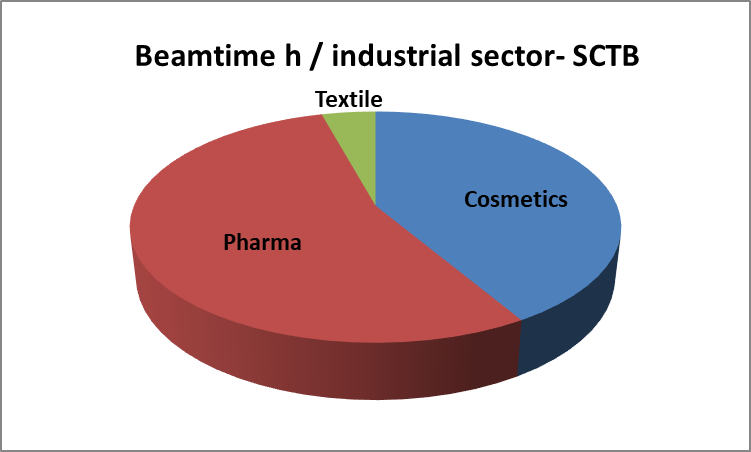 Beamtime h / industrial sector- SCTB
Textile
Cosmetics
Pharma